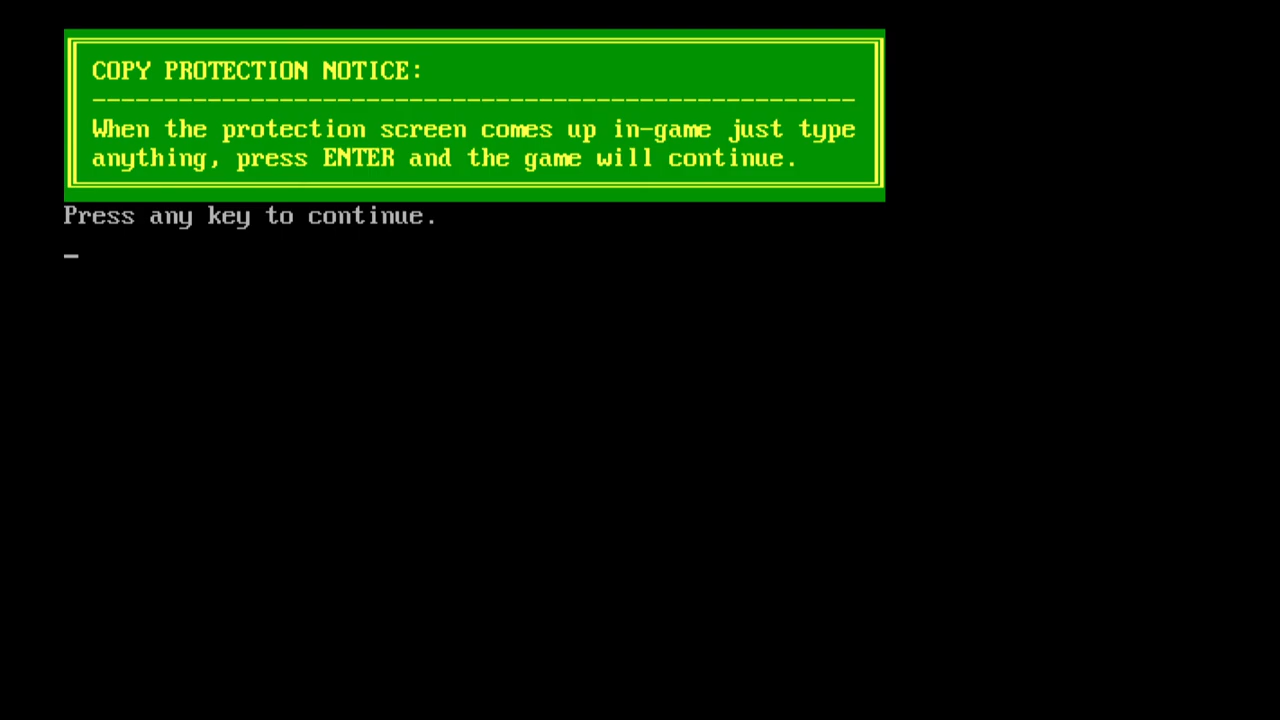 COPY PROTECTION NOTICE:
-----------------------------------------------------
When the protection screen comes up in-game just type
anything, press ENTER and the game will continue.
Press any key to continue.